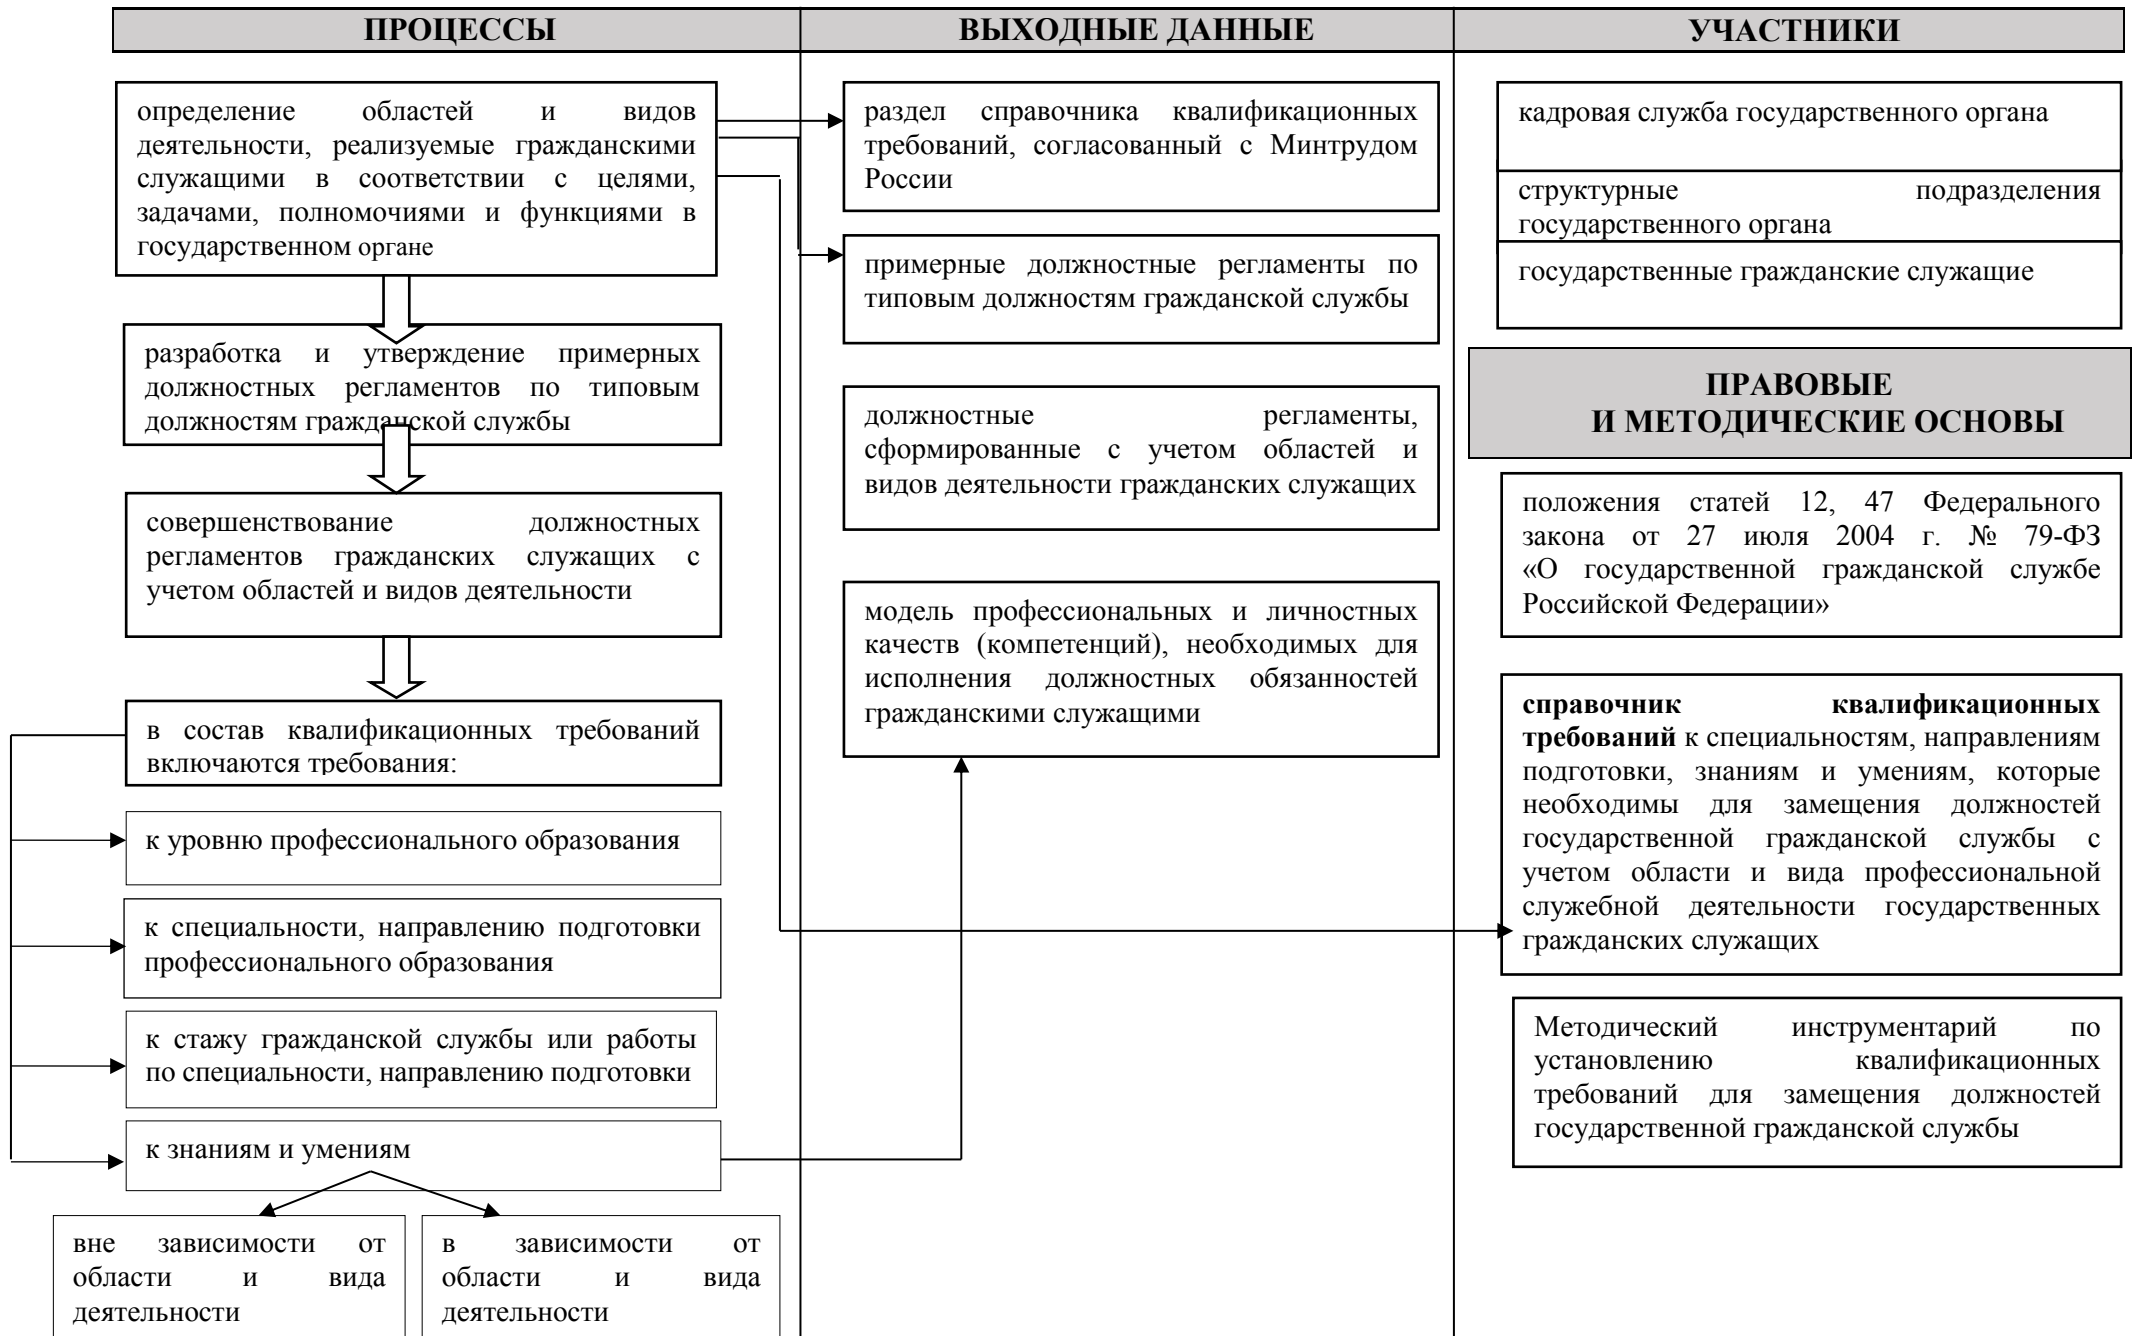 ПРОЦЕССЫ
определение областей и видов
деятельности, реализуемые гражданскими
служащими в соответствии с целями,
задачами, полномочиями и функциями в
государственном органе
разработка и утверждение примерных
должностных регламентов по типовым
должностям гражданской службы
совершенствование должностных
регламентов гражданских служащих с
учетом областей и видов деятельности
в состав квалификационных требований
включаются требования:
к уровню профессионального образования
к специальности, направлению подготовки
профессионального образования
к стажу гражданской службы или работы
по специальности, направлению подготовки
к знаниям и умениям
вне зависимости от
области и вида
деятельности
в зависимости от
области и вида
деятельности
ВЫХОДНЫЕ ДАННЫЕ
раздел справочника квалификационных
требований, согласованный с Минтрудом
России
примерные должностные регламенты по
типовым должностям гражданской службы
должностные регламенты,
сформированные с учетом областей и
видов деятельности гражданских служащих
модель профессиональных и личностных
качеств (компетенций), необходимых для
исполнения должностных обязанностей
гражданскими служащими
УЧАСТНИКИ
кадровая служба государственного органа
структурные подразделения
государственного органа
государственные гражданские служащие
ПРАВОВЫЕ
И МЕТОДИЧЕСКИЕ ОСНОВЫ
положения статей 12, 47 Федерального
закона от 27 июля 2004 г. № 79-ФЗ
«О государственной гражданской службе
Российской Федерации»
справочник квалификационных
требований к специальностям, направлениям
подготовки, знаниям и умениям, которые
необходимы для замещения должностей
государственной гражданской службы с
учетом области и вида профессиональной
служебной деятельности государственных
гражданских служащих
Методический инструментарий по
установлению квалификационных
требований для замещения должностей
государственной гражданской службы